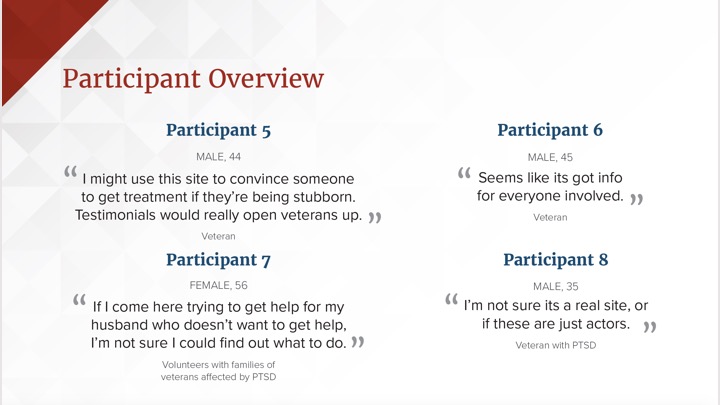 Participant Overview
Participant 5
MALE, 44
“ I might use this site to convince someone
to get treatment if they’re being stubborn.
Testimonials would really open veterans up. ”
Veteran
Participant 6
MALE, 45
“ Seems like its got info
for everyone involved. ”
Veteran
Participant 7
FEMALE, 56
“ If I come here trying to get help for my
husband who doesn’t want to get help,
I’m not sure I could find out what to do. ”
Volunteers with families of
veterans affected by PTSD
Participant 8
MALE, 35
“ I’m not sure its a real site, or
if these are just actors. ”
Veteran with PTSD